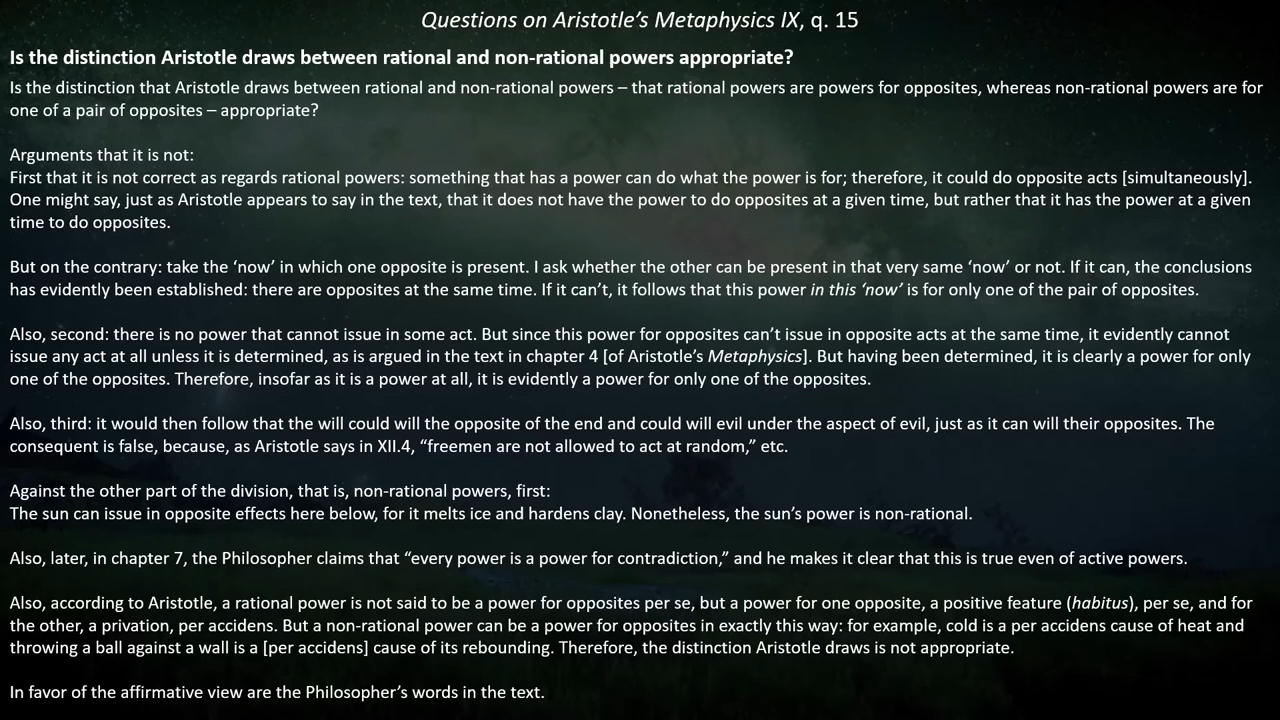 Questions on Aristotle's Metaphysics IX, q. 15
Is the distinction Aristotle draws between rational and non-rational powers appropriate?
Is the distinction that Aristotle draws between rational and non-rational powers – that rational powers are powers for opposites, whereas non-rational powers are for
one of a pair of opposites – appropriate?
Arguments that it is not:
First that it is not correct as regards rational powers: something that has a power can do what the power is for; therefore, it could do opposite acts [simultaneously].
One might say, just as Aristotle appears to say in the text, that it does not have the power to do opposites at a given time, but rather that it has the power at a given
time to do opposites.
But on the contrary: take the 'now' in which one opposite is present. I ask whether the other can be present in that very same 'now' or not. If it can, the conclusions
has evidently been established: there are opposites at the same time. If it can't, it follows that this power in this 'now' is for only one of the pair of opposites.
Also, second: there is no power that cannot issue in some act. But since this power for opposites can't issue in opposite acts at the same time, it evidently cannot
issue any act at all unless it is determined, as is argued in the text in chapter 4 [of Aristotle's Metaphysics]. But having been determined, it is clearly a power for only
one of the opposites. Therefore, insofar as it is a power at all, it is evidently a power for only one of the opposites.
Also, third: it would then follow that the will could will the opposite of the end and could will evil under the aspect of evil, just as it can will their opposites. The
consequent is false, because, as Aristotle says in XII.4, "freemen are not allowed to act at random," etc.
Against the other part of the division, that is, non-rational powers, first:
The sun can issue in opposite effects here below, for it melts ice and hardens clay. Nonetheless, the sun's power is non-rational.
Also, later, in chapter 7, the Philosopher claims that "every power is a power for contradiction," and he makes it clear that this is true even of active powers.
Also, according to Aristotle, a rational power is not said to be a power for opposites per se, but a power for one opposite, a positive feature (habitus), per se, and for
the other, a privation, per accidens. But a non-rational power can be a power for opposites in exactly this way: for example, cold is a per accidens cause of heat and
throwing a ball against a wall is a [per accidens] cause of its rebounding. Therefore, the distinction Aristotle draws is not appropriate.
In favor of the affirmative view are the Philosopher's words in the text.